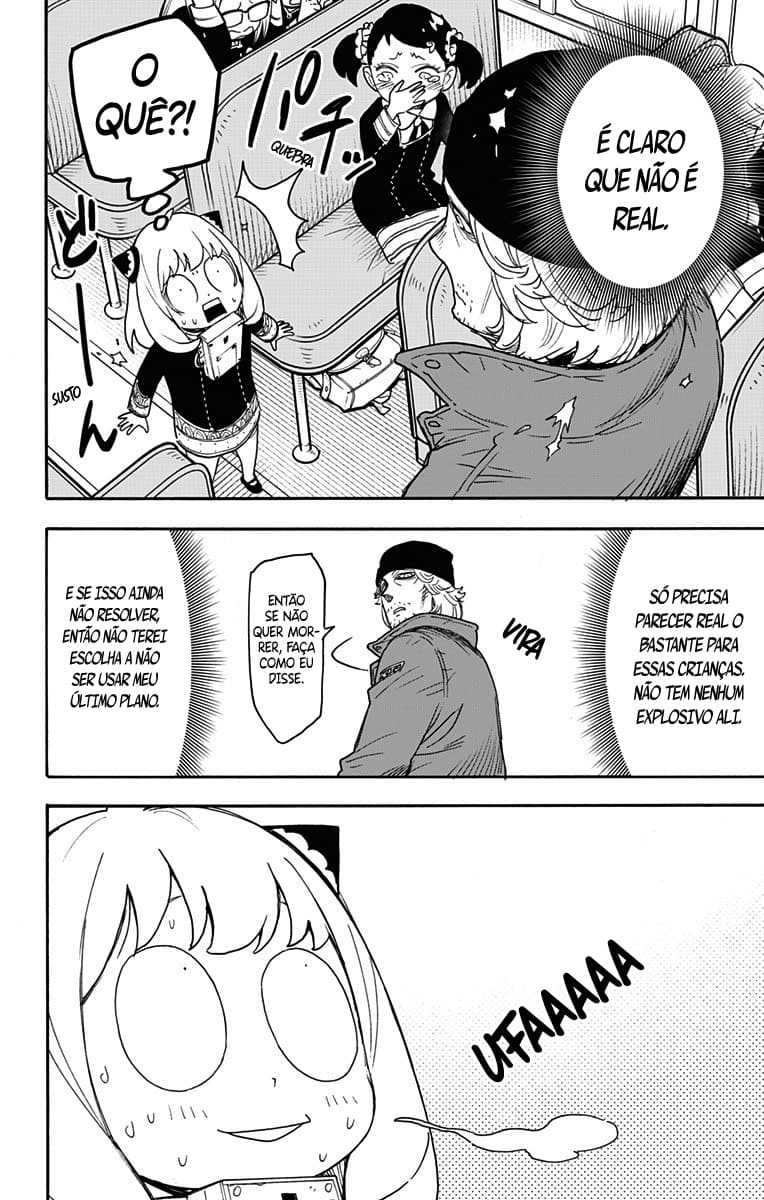 O
QUÊ?!
パチ
QUEBRA
É CLARO
QUE NÃO É
REAL.
どーん
SUSTO
SÓ PRECISA
PARECER REAL O
BASTANTE PARA
ESSAS CRIANÇAS.
NÃO TEM NENHUM
EXPLOSIVO ALI.
VIRA
ENTÃO
SE NÃO
QUER MOR-
RER, FAÇA
COMO EU
DISSE.
E SE ISSO AINDA
NÃO RESOLVER,
ENTÃO NÃO TEREI
ESCOLHA A NÃO
SER USAR MEU
ÚLTIMO PLANO.
UFAAAAA